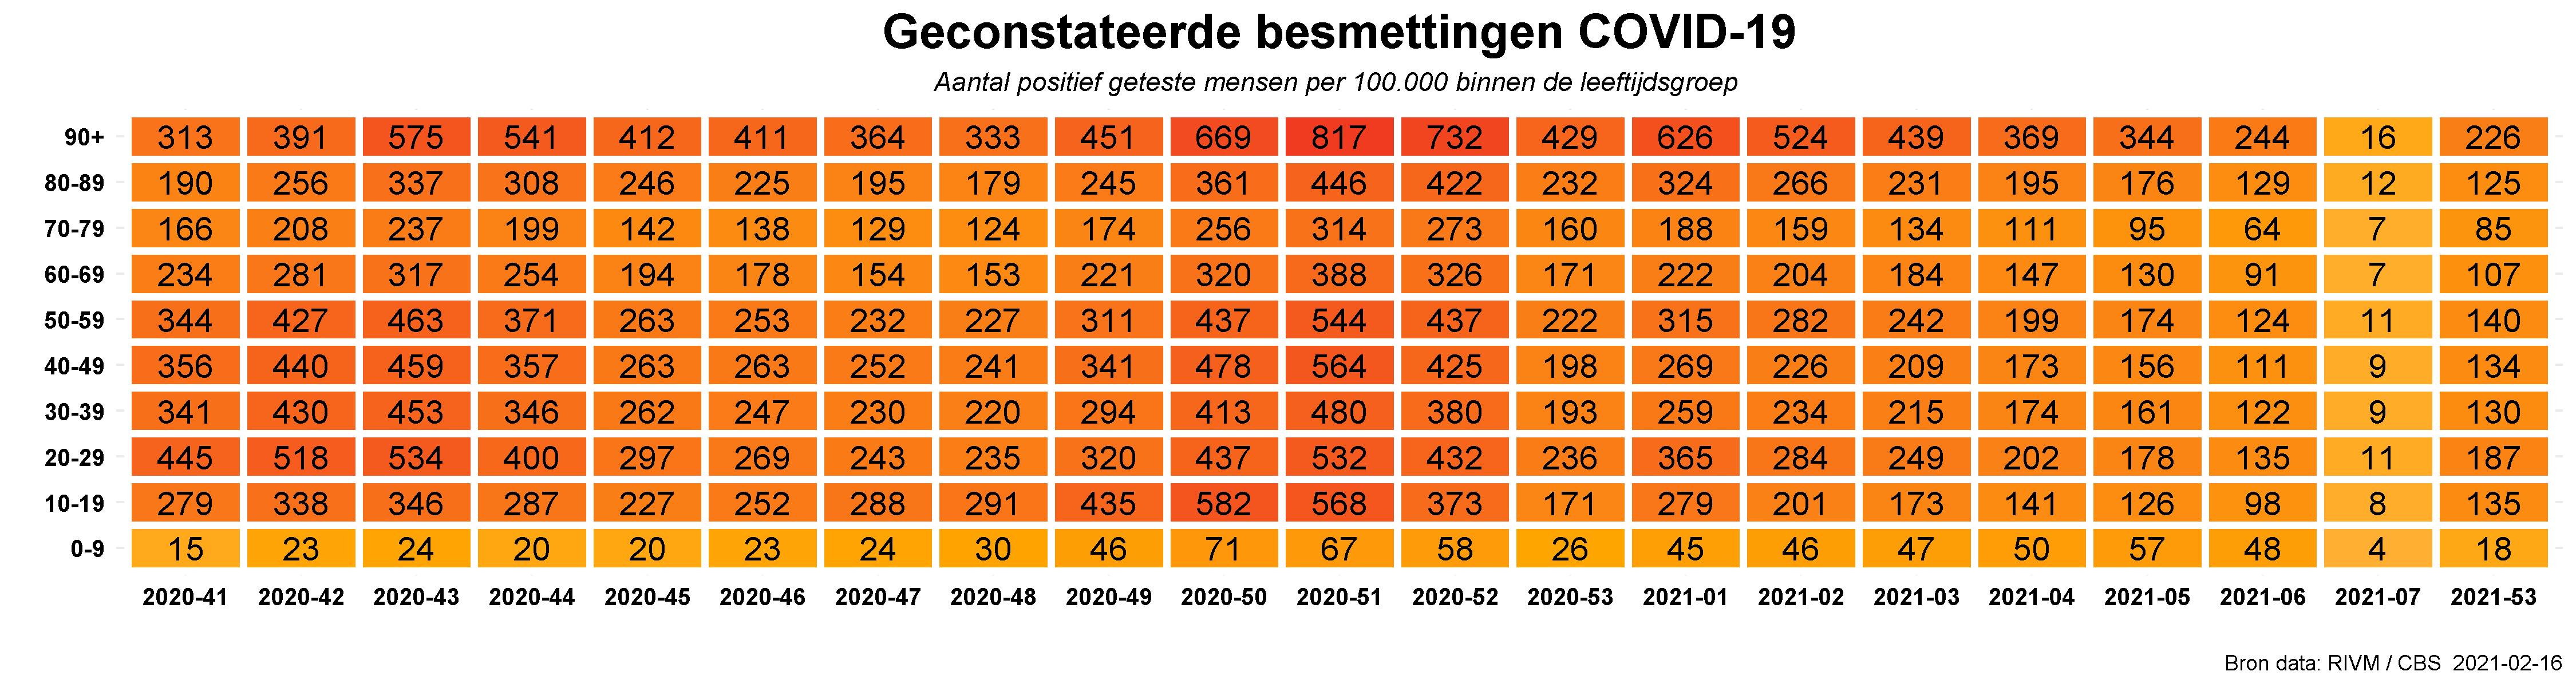 Geconstateerde besmettingen COVID-19
Aantal positief geteste mensen per 100.000 binnen de leeftijdsgroep
90+ 313 391 575 541 412 411 364 333 451 669 817 732 429 626 524 439 369 344 244 16 226
80-89 190 256 337 308 246 225 195 179 245 361 446 422 232 324 266 231 195 176 129 12 125
70-79 166 208 237 199 142 138 129 124 174 256 314 273 160 188 159 134 111 95 64 7 85
60-69 234 281 317 254 194 178 154 153 221 320 388 326 171 222 204 184 147 130 91 7 107
50-59 344 427 463 371 263 253 232 227 311 437 544 437 222 315 282 242 199 174 124 11 140
40-49 356 440 459 357 263 263 252 241 341 478 564 425 198 269 226 209 173 156 111 9 134
30-39 341 430 453 346 262 247 230 220 294 413 480 380 193 259 234 215 174 161 122 9 130
20-29 445 518 534 400 297 269 243 235 320 437 532 432 236 365 284 249 202 178 135 11 187
10-19 279 338 346 287 227 252 288 291 435 582 568 373 171 279 201 173 141 126 98 8 135
0-9 15 23 24 20 20 23 24 30 46 71 67 58 26 45 46 47 50 57 48 4 18
2020-41 2020-42 2020-43 2020-44 2020-45 2020-46 2020-47 2020-48 2020-49 2020-50 2020-51 2020-52 2020-53 2021-01 2021-02 2021-03 2021-04 2021-05 2021-06 2021-07 2021-53
Bron data: RIVM / CBS 2021-02-16